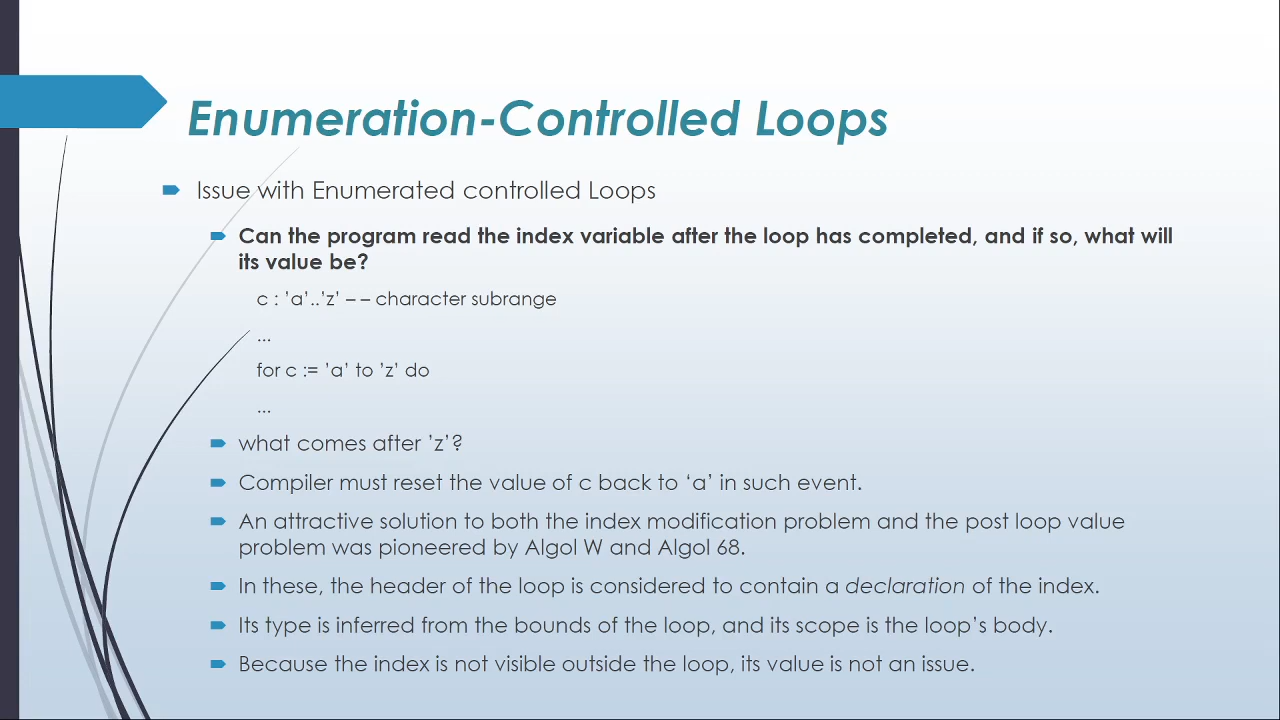 Enumeration-Controlled Loops
Issue with Enumerated controlled Loops
Can the program read the index variable after the loop has completed, and if so, what will
its value be?
c : ’a’..’z’ – – character subrange
...
for c := ’a’ to ’z’ do
...
what comes after ’z’?
Compiler must reset the value of c back to ‘a’ in such event.
An attractive solution to both the index modification problem and the post loop value
problem was pioneered by Algol W and Algol 68.
In these, the header of the loop is considered to contain a declaration of the index.
Its type is inferred from the bounds of the loop, and its scope is the loop’s body.
Because the index is not visible outside the loop, its value is not an issue.